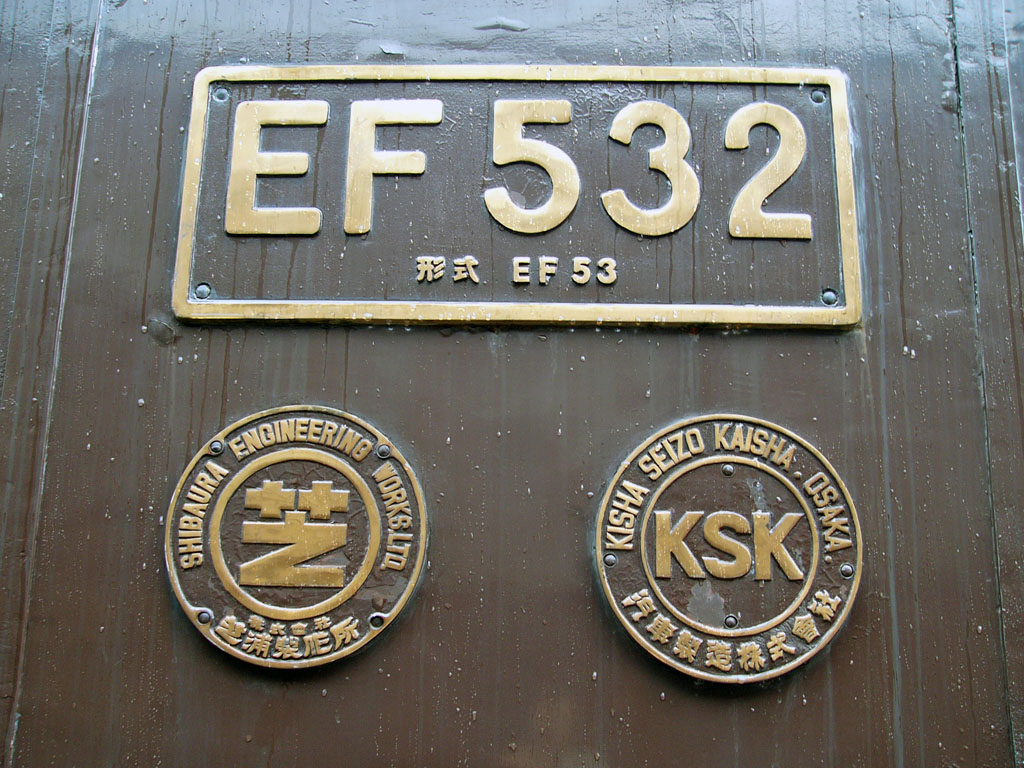 EF 532
形式 EF 53
SHIBAURA ENGINEERING WORKS. LTD.
芝
株式会社
芝浦製作所
KISHA SEIZO KAISHA. OSAKA.
KSK
汽車製造株式會社